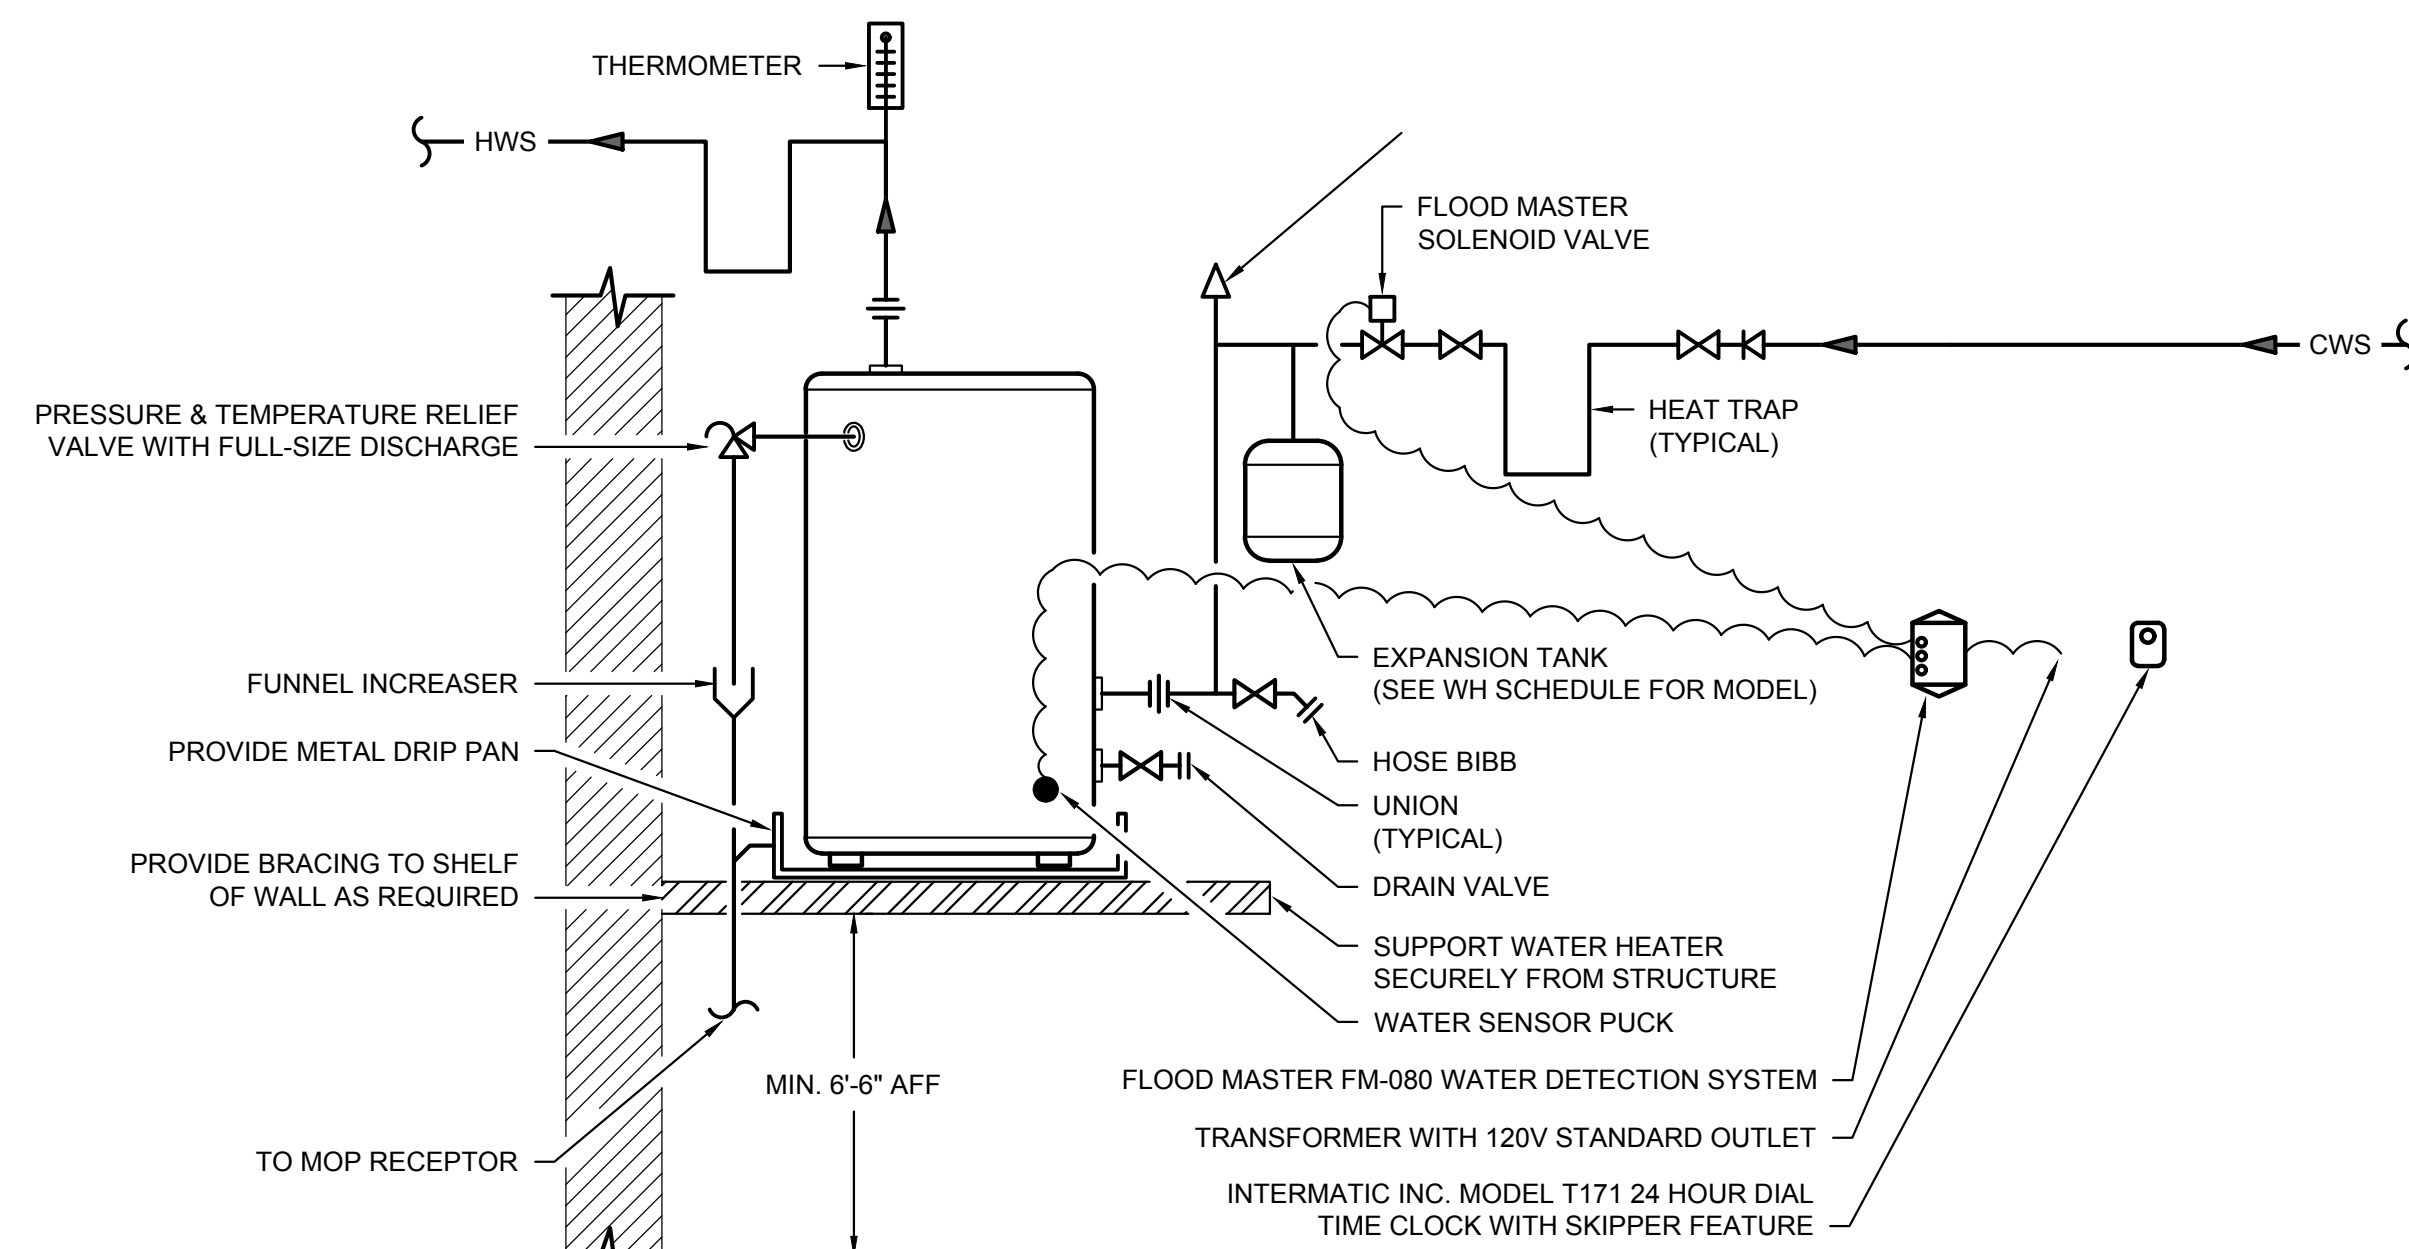 THERMOMETER
HWS
FLOOD MASTER
SOLENOID VALVE
CWS
HEAT TRAP
(TYPICAL)
PRESSURE & TEMPERATURE RELIEF
VALVE WITH FULL-SIZE DISCHARGE
EXPANSION TANK
(SEE WH SCHEDULE FOR MODEL)
FUNNEL INCREASER
PROVIDE METAL DRIP PAN
HOSE BIBB
UNION
(TYPICAL)
PROVIDE BRACING TO SHELF
OF WALL AS REQUIRED
DRAIN VALVE
SUPPORT WATER HEATER
SECURELY FROM STRUCTURE
WATER SENSOR PUCK
MIN. 6'-6" AFF
FLOOD MASTER FM-080 WATER DETECTION SYSTEM
TRANSFORMER WITH 120V STANDARD OUTLET
TO MOP RECEPTOR
INTERMATIC INC. MODEL T171 24 HOUR DIAL
TIME CLOCK WITH SKIPPER FEATURE